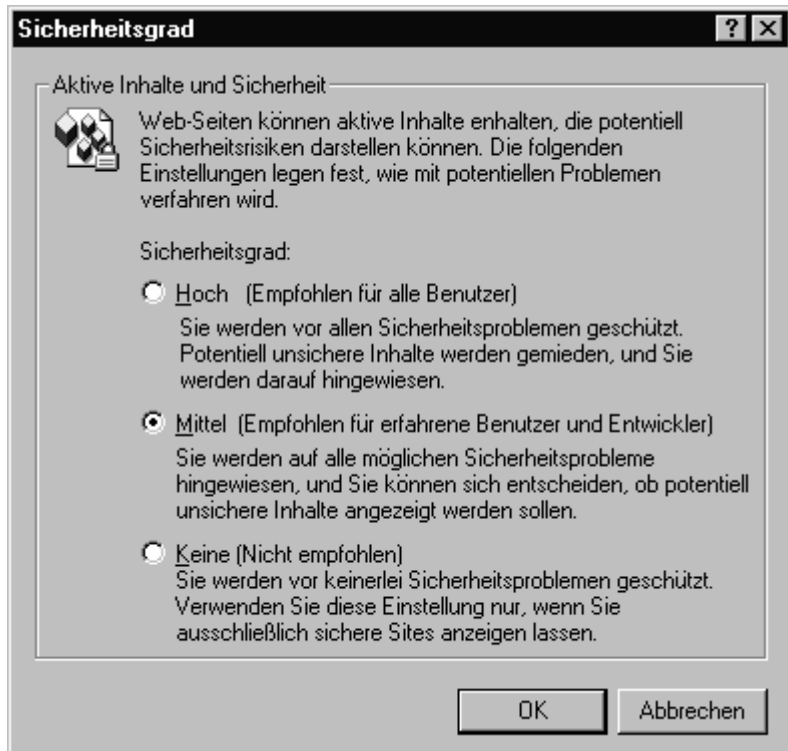 Sicherheitsgrad
Aktive Inhalte und Sicherheit
Web-Seiten können aktive Inhalte enhalten, die potentiell
Sicherheitsrisiken darstellen können. Die folgenden
Einstellungen legen fest, wie mit potentiellen Problemen
verfahren wird.
Sicherheitsgrad:
Hoch (Empfohlen für alle Benutzer)
Sie werden vor allen Sicherheitsproblemen geschützt.
Potentiell unsichere Inhalte werden gemieden, und Sie
werden darauf hingewiesen.
Mittel (Empfohlen für erfahrene Benutzer und Entwickler)
Sie werden auf alle möglichen Sicherheitsprobleme
hingewiesen, und Sie können sich entscheiden, ob potentiell
unsichere Inhalte angezeigt werden sollen.
Keine (Nicht empfohlen)
Sie werden vor keinerlei Sicherheitsproblemen geschützt.
Verwenden Sie diese Einstellung nur, wenn Sie
ausschließlich sichere Sites anzeigen lassen.
OK Abbrechen